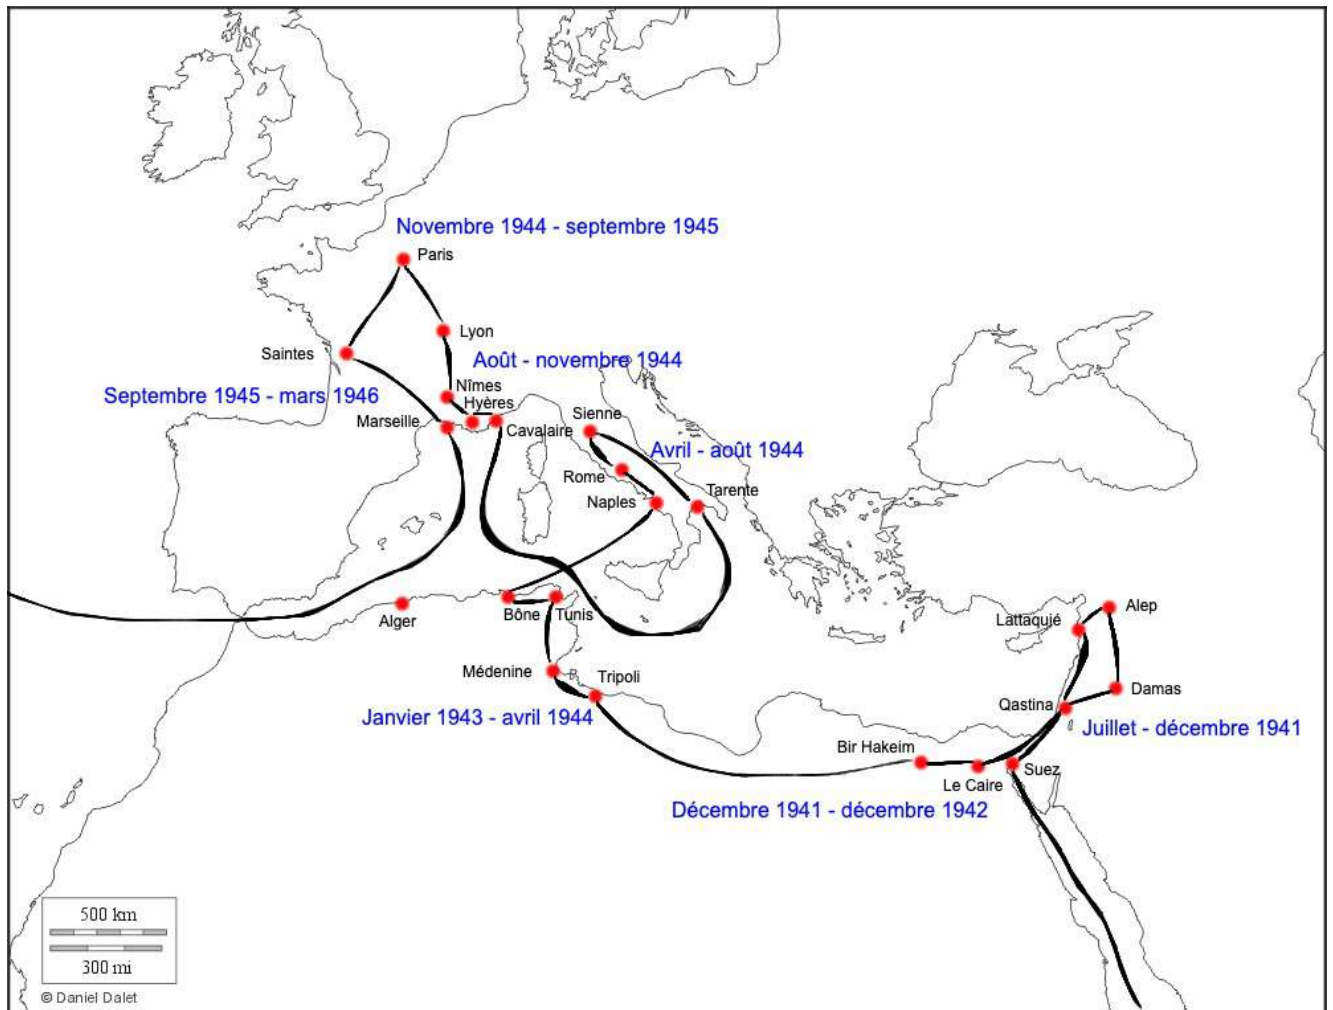 Novembre 1944 - septembre 1945
Paris
Lyon
Saintes
Août - novembre 1944
Septembre 1945 - mars 1946
Nîmes
Hyères
Marseille
Cavalaire
Sienne
Avril - août 1944
Rome
Tarente
Naples
Alger
Bône
Tunis
Alep
Lattaquié
Médenine
Tripoli
Damas
Qastina
Janvier 1943 - avril 1944
Juillet - décembre 1941
Bir Hakeim
Suez
Le Caire
Décembre 1941 - décembre 1942
500 km
300 mi
© Daniel Dalet